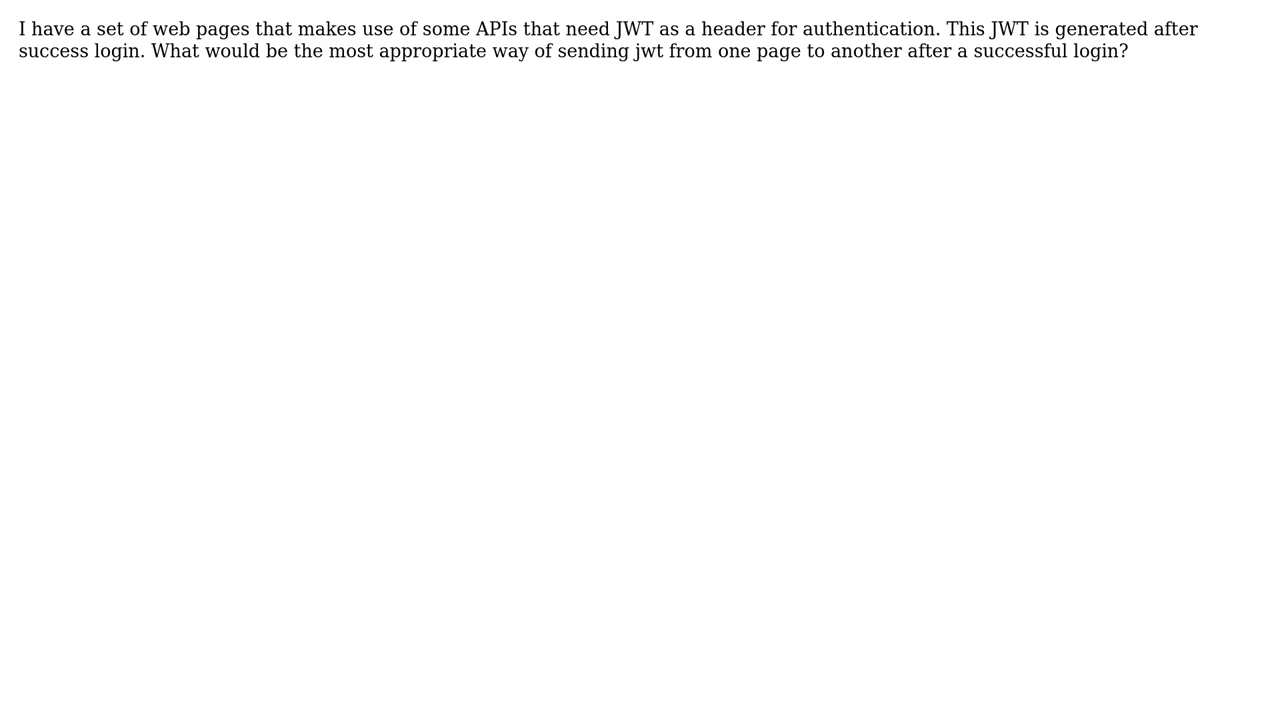 I have a set of web pages that makes use of some APIs that need JWT as a header for authentication. This JWT is generated after
success login. What would be the most appropriate way of sending jwt from one page to another after a successful login?